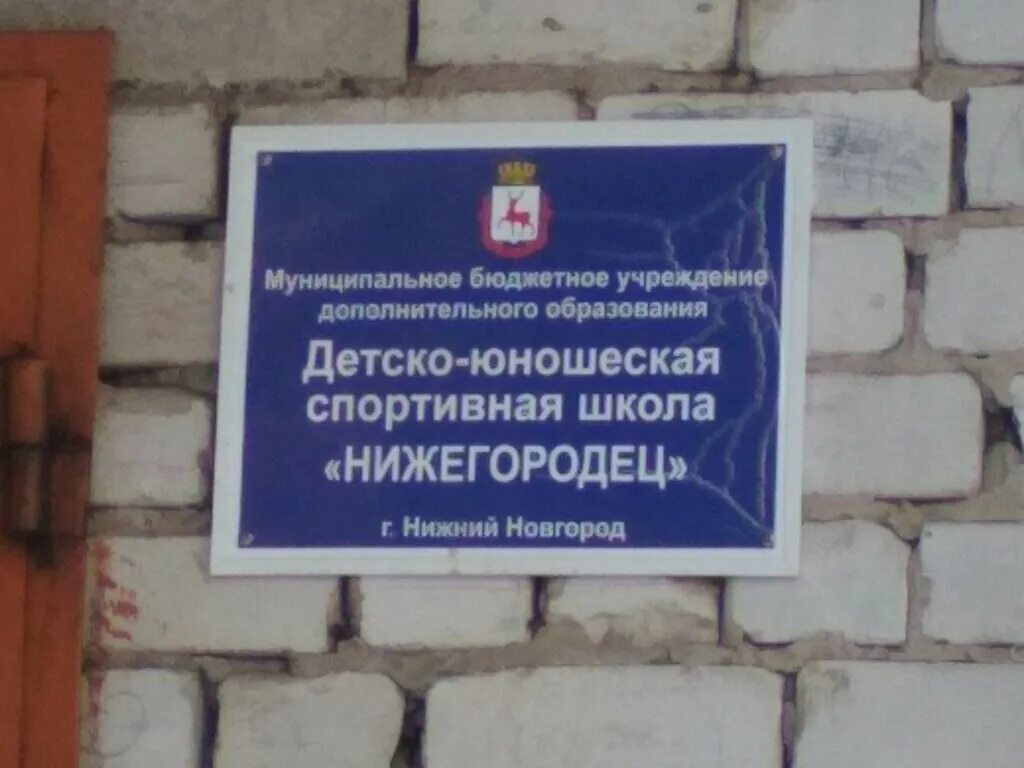 Муниципальное бюджетное учреждение
дополнительного образования
Детско-юношеская
спортивная школа
«НИЖЕГОРОДЕЦ»
г. Нижний Новгород